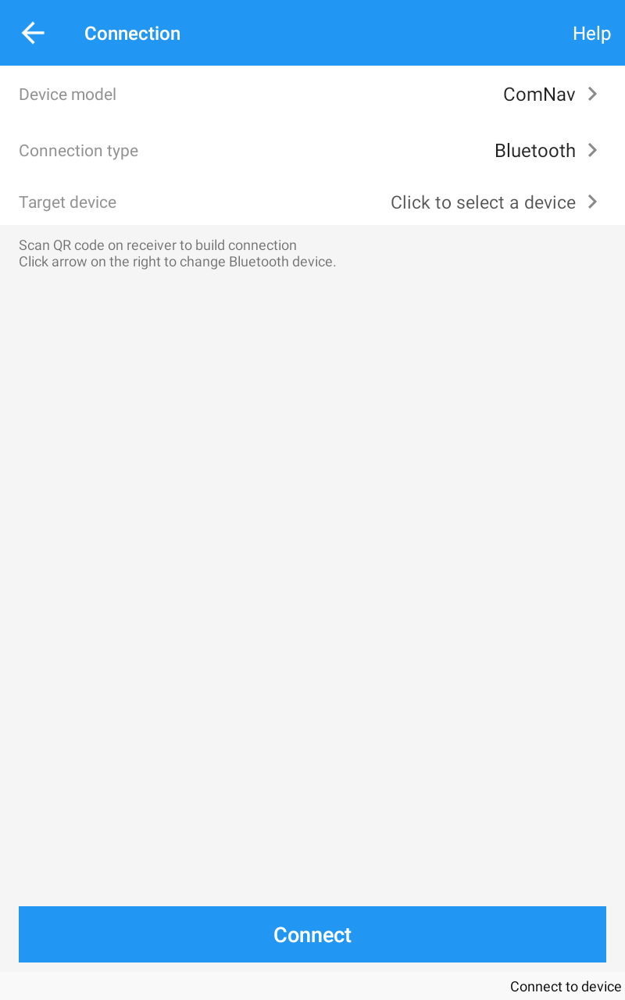 Connection
Help
Device model
ComNav
Connection type
Bluetooth
Target device
Click to select a device
Scan QR code on receiver to build connection
Click arrow on the right to change Bluetooth device.
Connect
Connect to device